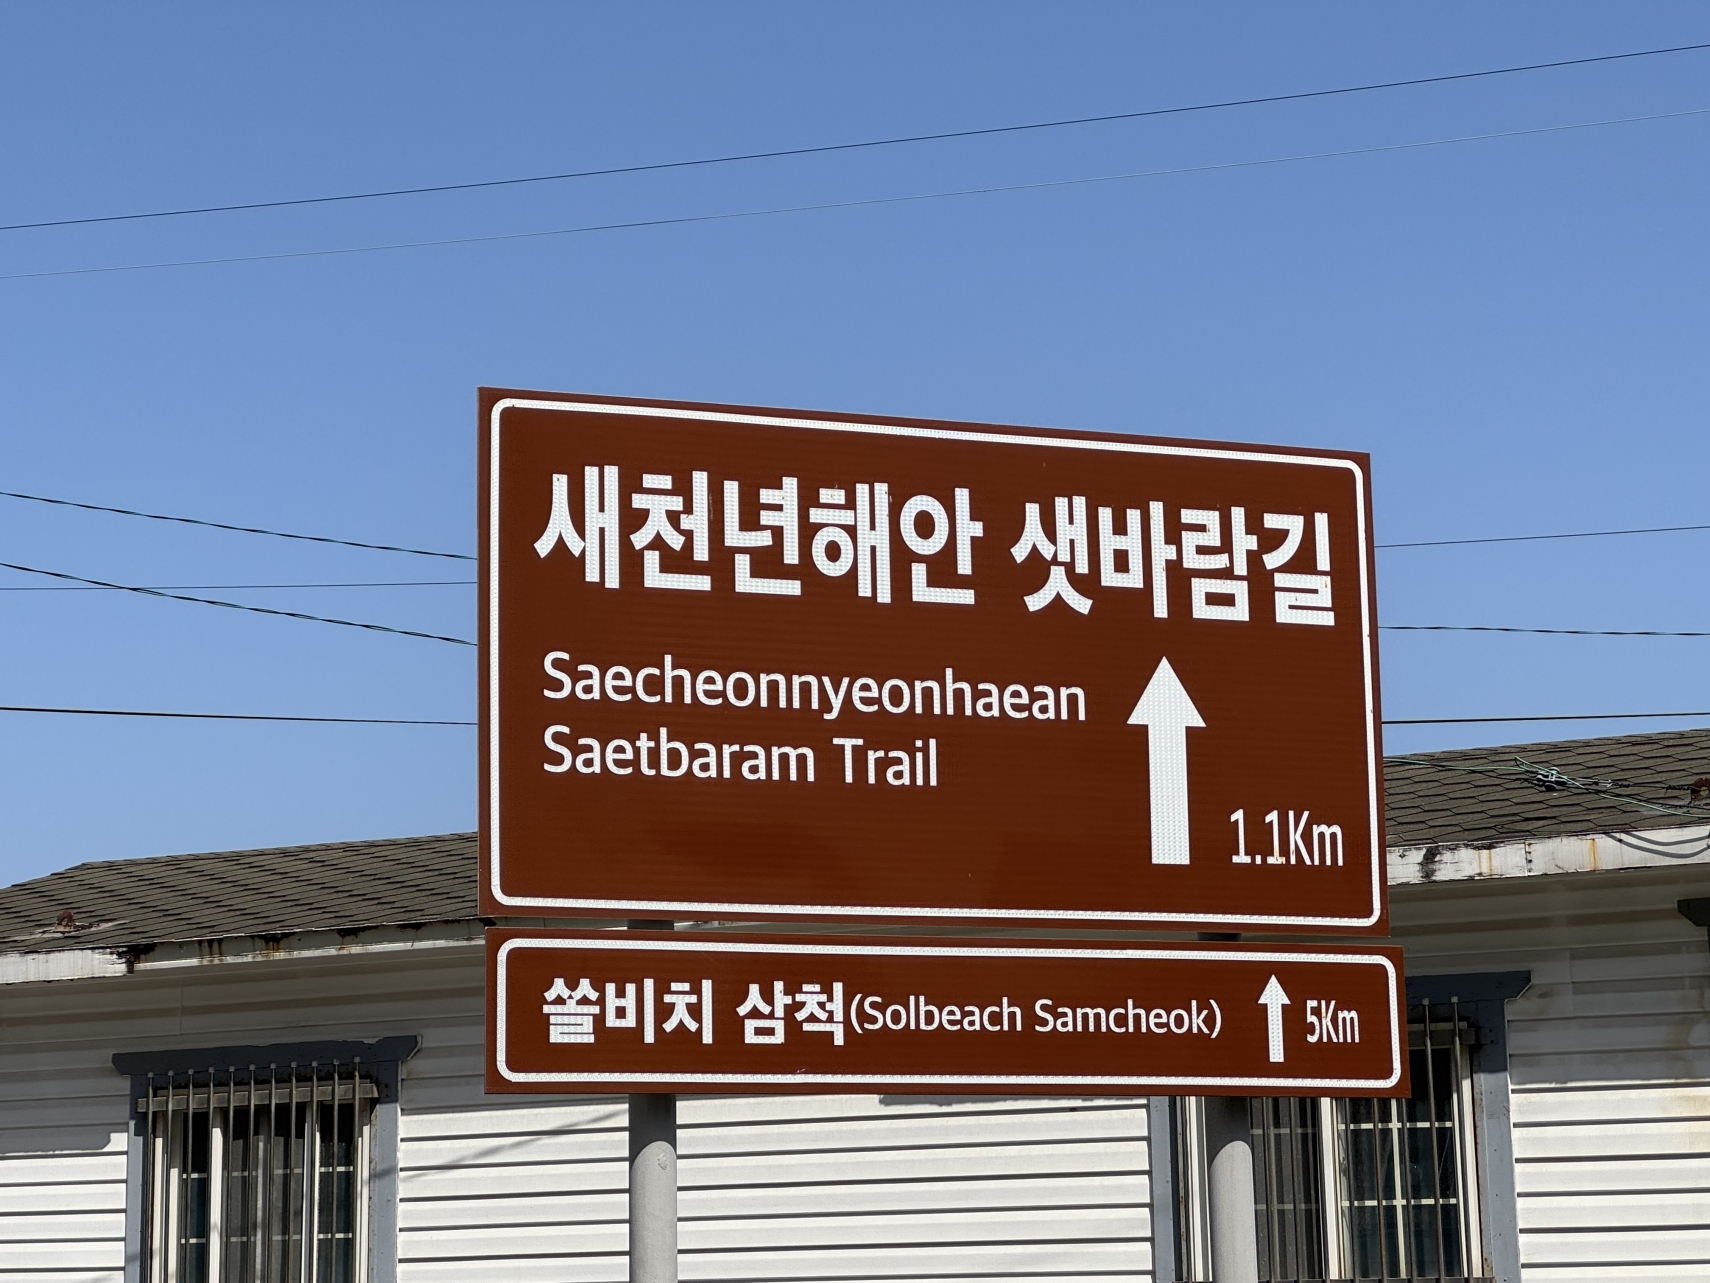 새천년해안 샛바람길
Saecheonnyeonhaean
Saetbaram Trail
1.1Km
쏠비치 삼척(Solbeach Samcheok) 5Km